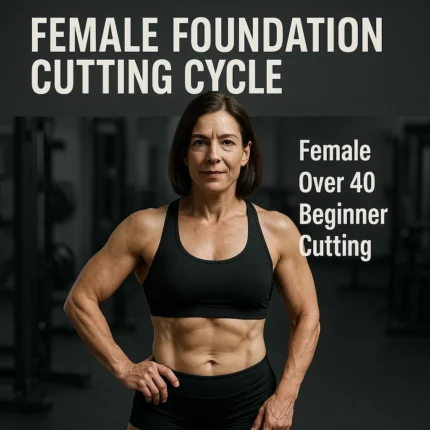 FEMALE FOUNDATION
CUTTING CYCLE
Female
Over 40
Beginner
Cutting